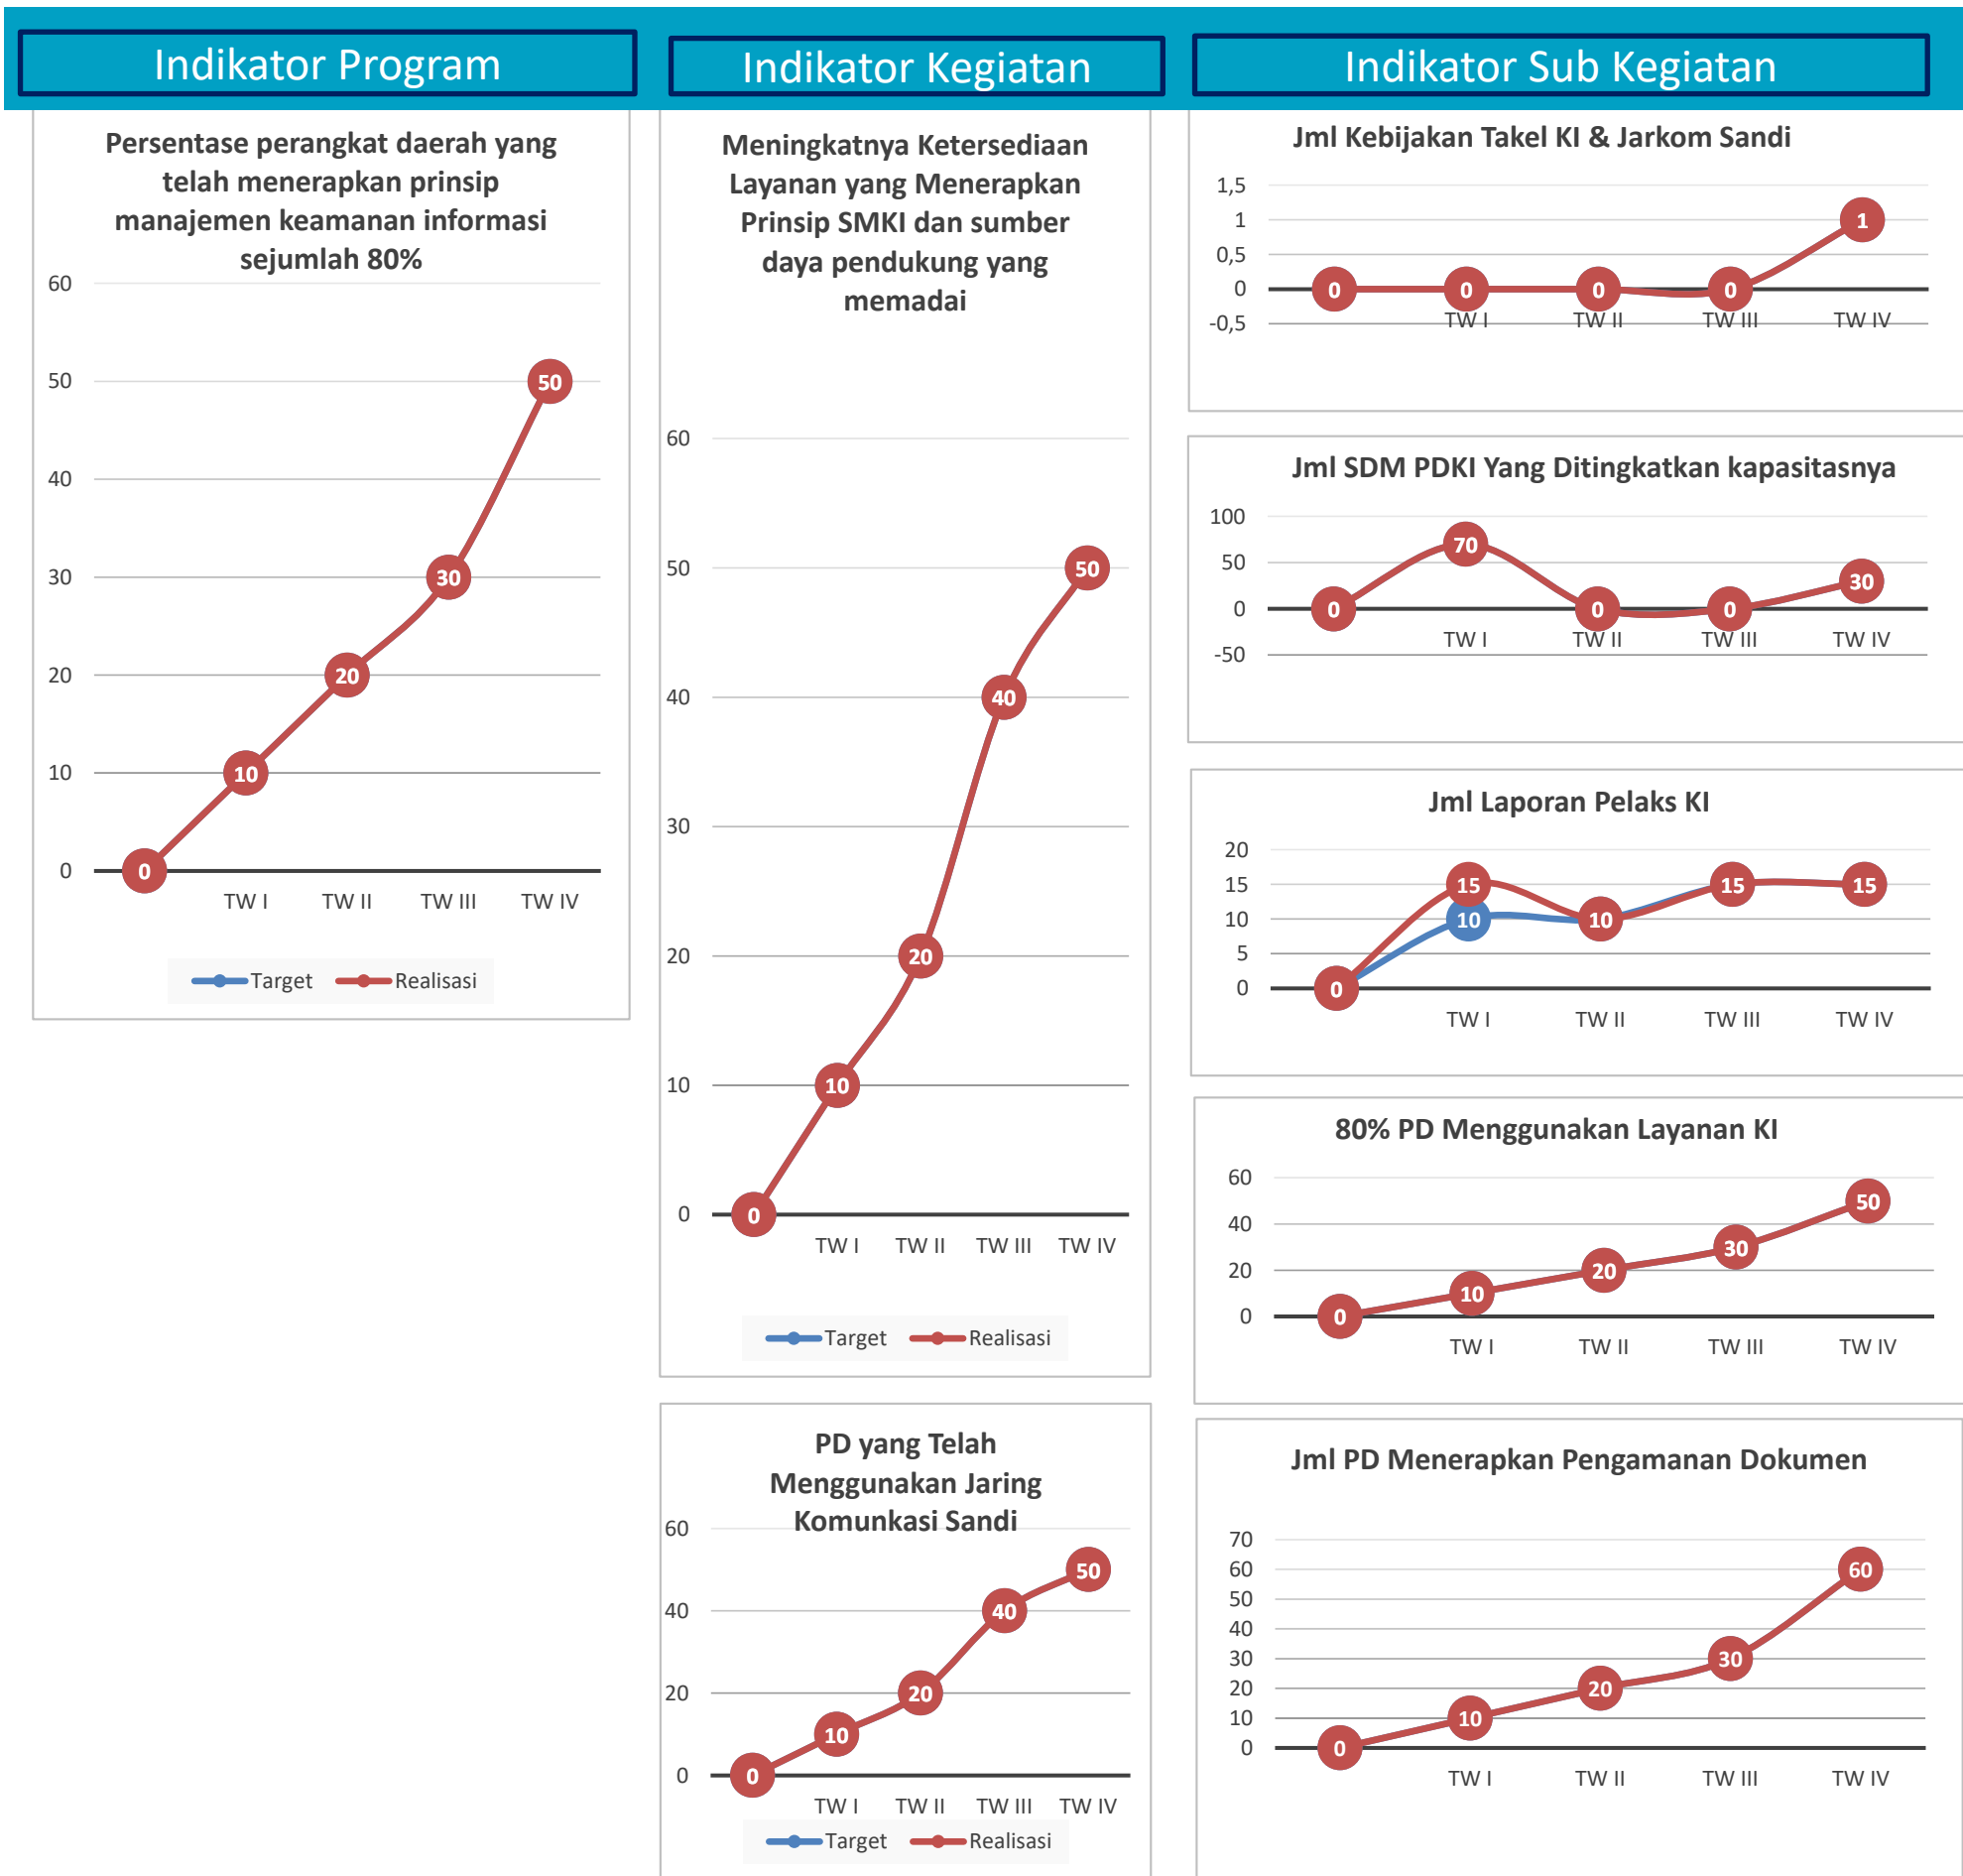 Indikator Program
Indikator Kegiatan
Indikator Sub Kegiatan
Persentase perangkat daerah yang
telah menerapkan prinsip
manajemen keamanan informasi
sejumlah 80%
60
50
40
30
20
10
0
0
10
20
30
50
TW I TW II TW III TW IV
Target Realisasi
Meningkatnya Ketersediaan
Layanan yang Menerapkan
Prinsip SMKI dan sumber
daya pendukung yang
memadai
60
50
40
30
20
10
0
0
10
20
40
50
TW I TW II TW III TW IV
Target Realisasi
PD yang Telah
Menggunakan Jaring
Komunkasi Sandi
60
40
20
0
0
10
20
40
50
TW I TW II TW III TW IV
Target Realisasi
Jml Kebijakan Takel KI & Jarkom Sandi
1,5
1
0,5
0
-0,5
0 0 0 0 1
TW I TW II TW III TW IV
Jml SDM PDKI Yang Ditingkatkan kapasitasnya
100
50
0
-50
0 70 0 0 30
TW I TW II TW III TW IV
Jml Laporan Pelaks KI
20
15
10
5
0
15 15 15
10 10
0
TW I TW II TW III TW IV
80% PD Menggunakan Layanan KI
60
40
20
0
0 10 20 30 50
TW I TW II TW III TW IV
Jml PD Menerapkan Pengamanan Dokumen
70
60
50
40
30
20
10
0
0 10 20 30 60
TW I TW II TW III TW IV